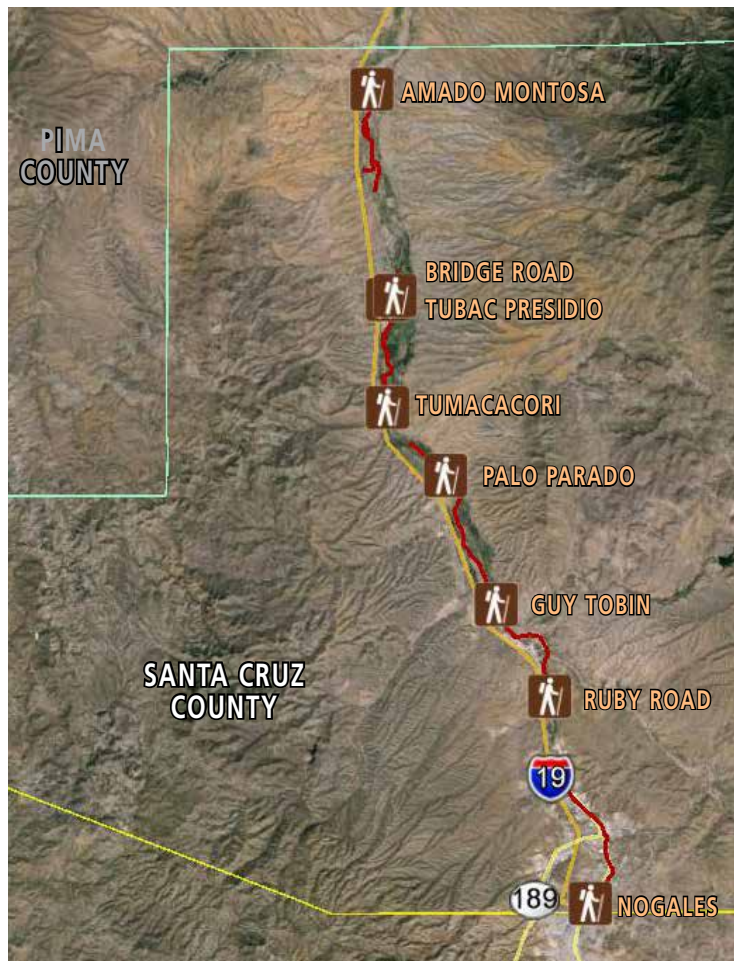 AMADO MONTOSA
PIMA
COUNTY
BRIDGE ROAD
TUBAC PRESIDIO
TUMACACORI
PALO PARADO
GUY TOBIN
SANTA CRUZ
COUNTY
RUBY ROAD
19
189
NOGALES